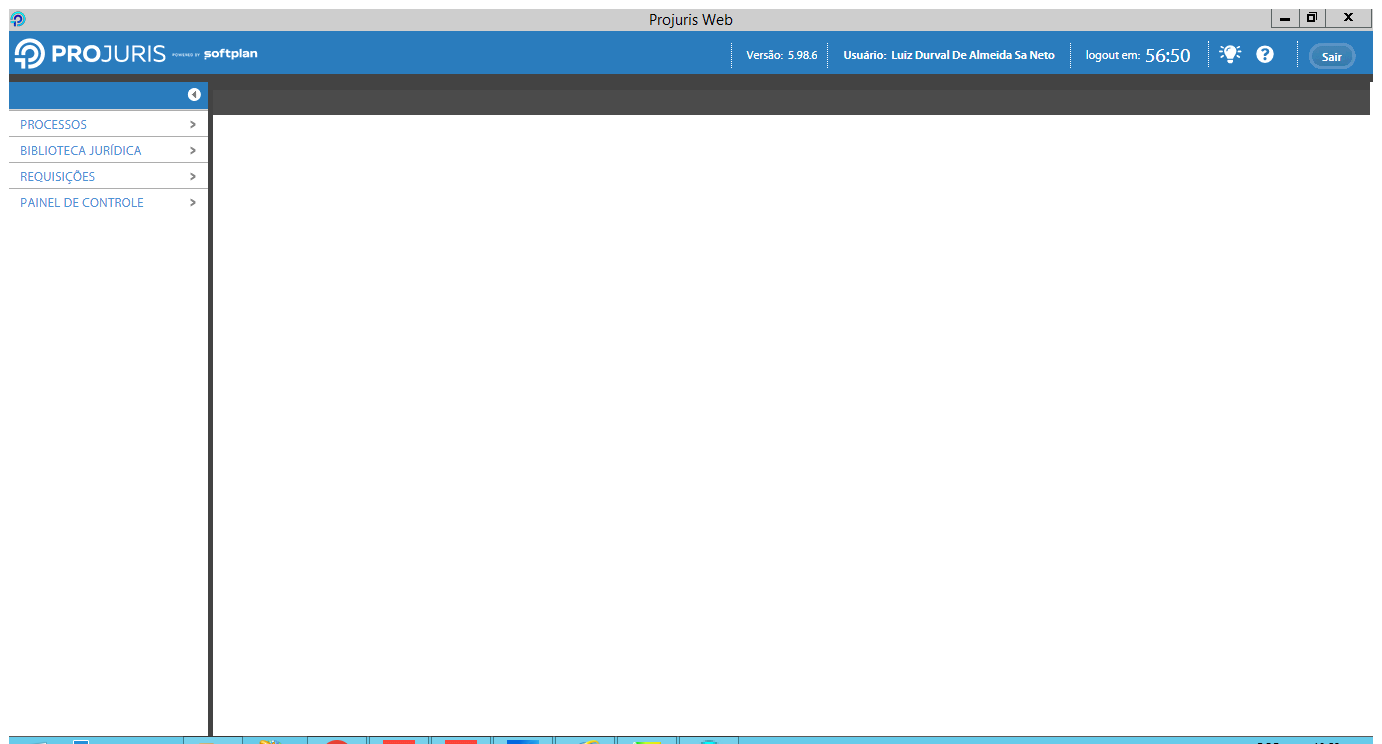 Projuris Web
PROJURIS POWERED BY softplan
Versão: 5.98.6
Usuário: Luiz Durval De Almeida Sa Neto
logout em: 56:50
?
Sair
PROCESSOS >
BIBLIOTECA JURÍDICA >
REQUISIÇÕES >
PAINEL DE CONTROLE >